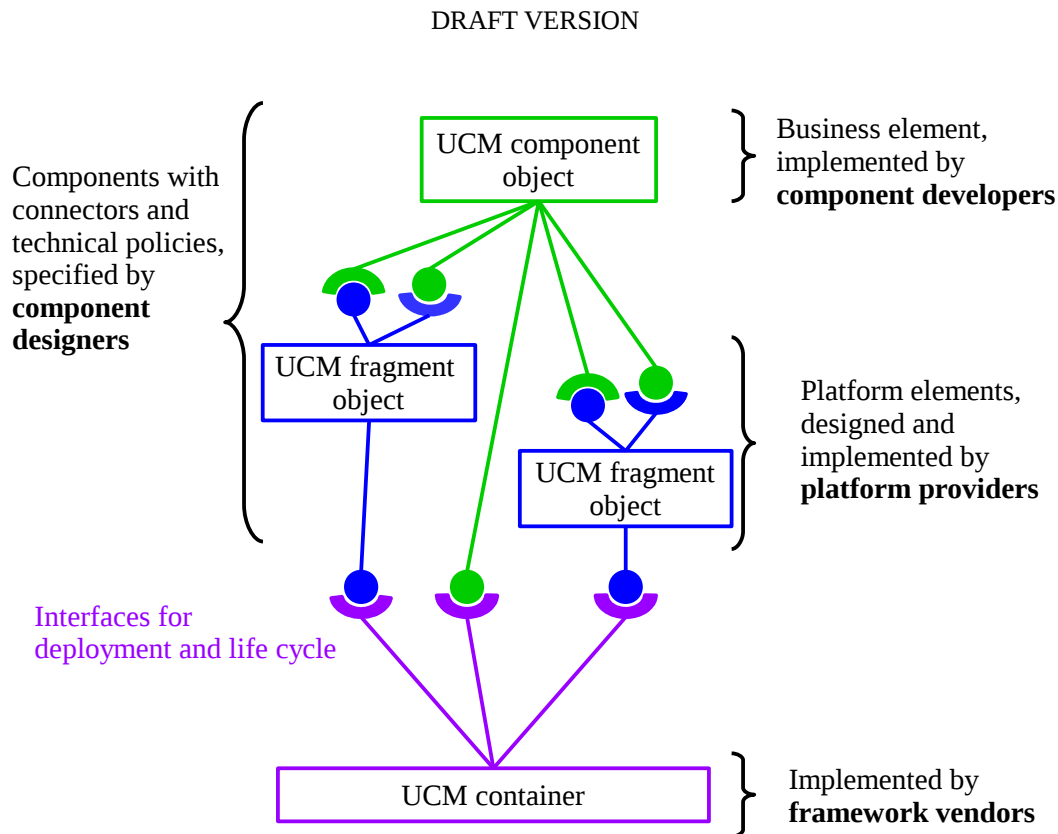 DRAFT VERSION
UCM component
object
Business element,
implemented by
component developers
Components with
connectors and
technical policies,
specified by
component
designers
UCM fragment
object
Platform elements,
designed and
implemented by
platform providers
UCM fragment
object
Interfaces for
deployment and life cycle
UCM container
Implemented by
framework vendors